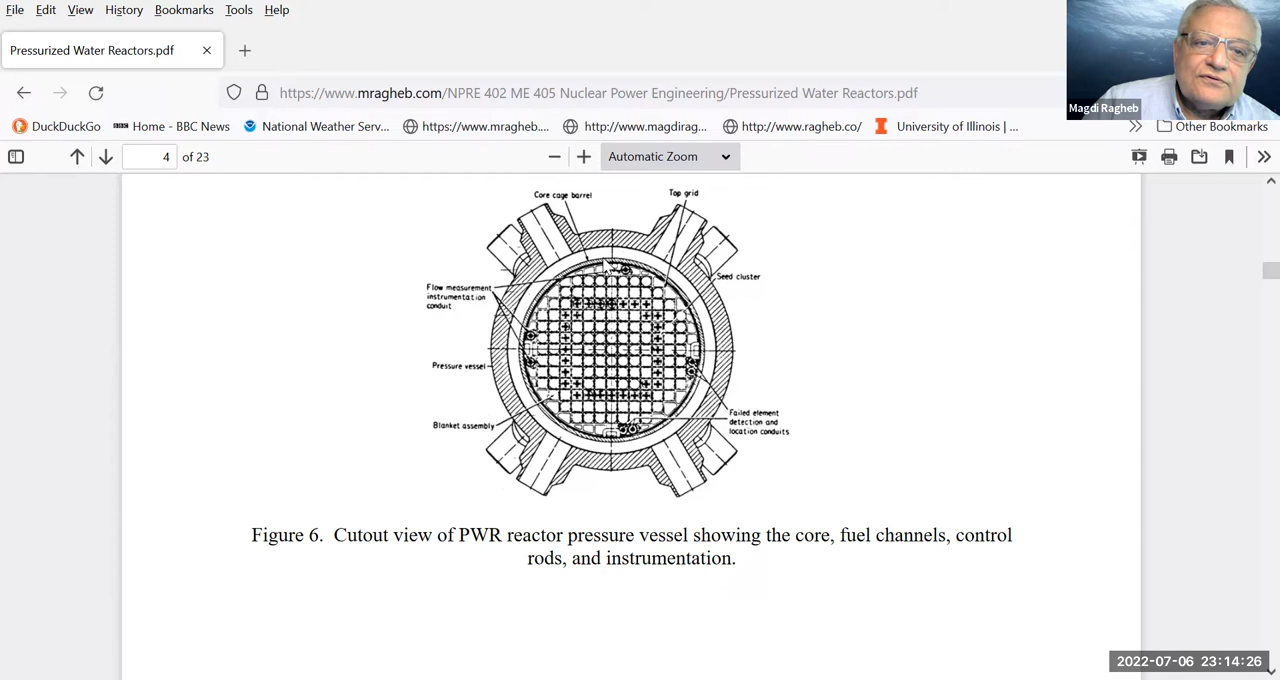 File Edit View History Bookmarks Tools Help
Pressurized Water Reactors.pdf
https://www.mragheb.com/NPRE 402 ME 405 Nuclear Power Engineering/Pressurized Water Reactors.pdf
Magdi Ragheb
DuckDuckGo BBC Home - BBC News National Weather Serv... https://www.mragheb.... http://www.magdirag... http://www.ragheb.co/ University of Illinois | ... Other Bookmarks
4 of 23 Automatic Zoom
Core cage barrel
Top grid
Seed cluster
Flow measurement
instrumentation
conduit
Pressure vessel
Failed element
detection and
location conduits
Blanket assembly
Figure 6. Cutout view of PWR reactor pressure vessel showing the core, fuel channels, control
rods, and instrumentation.
2022-07-06 23:14:26